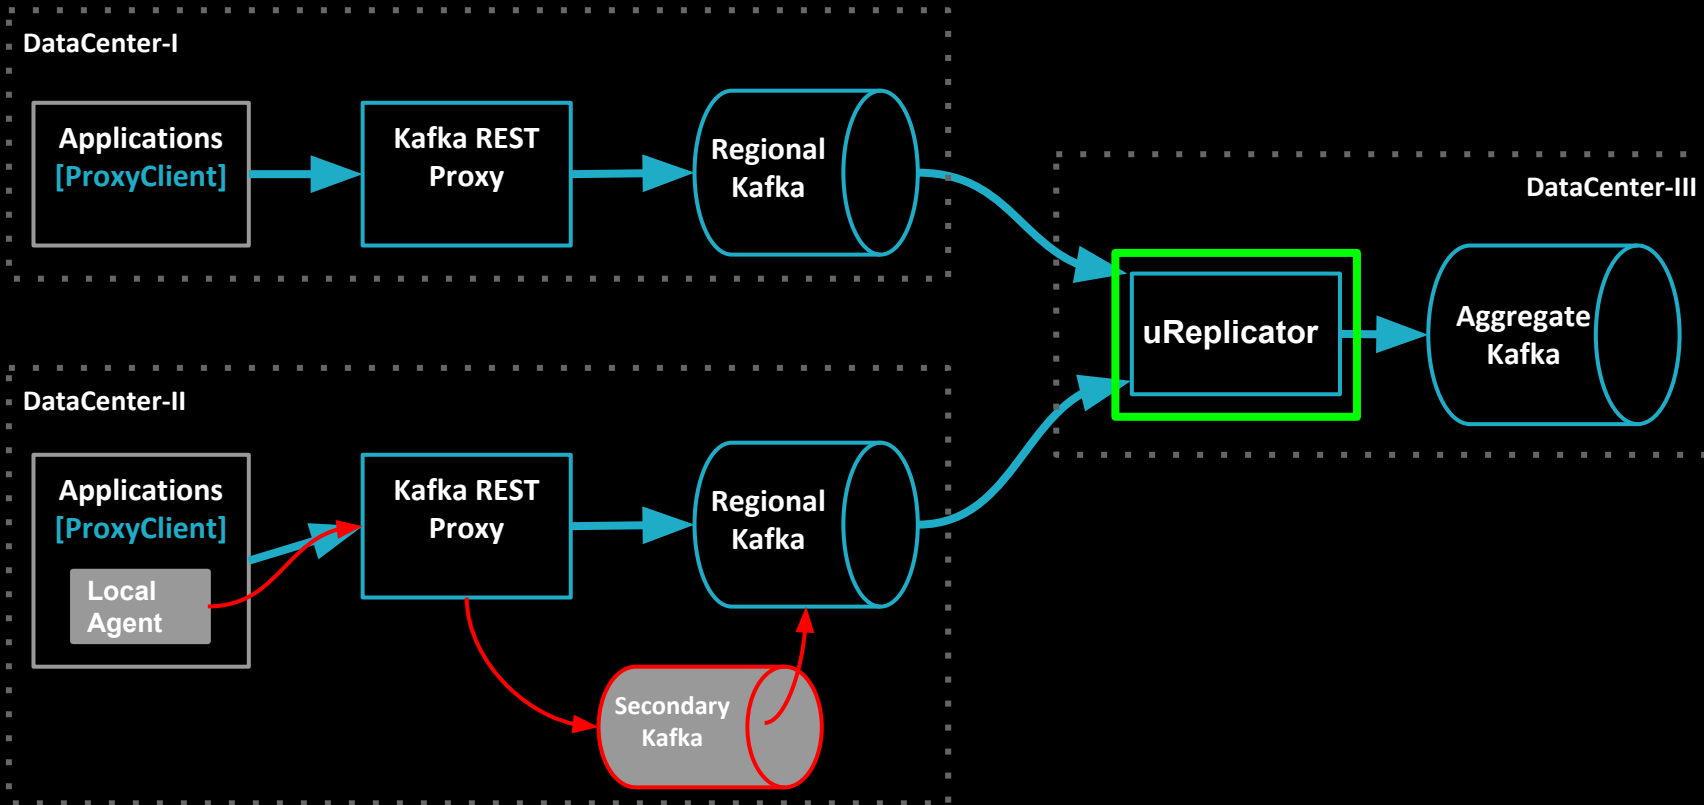 DataCenter-I
Applications
[ProxyClient]
Kafka REST
Proxy
Regional
Kafka
DataCenter-III
uReplicator
Aggregate
Kafka
DataCenter-II
Applications
[ProxyClient]
Local
Agent
Kafka REST
Proxy
Regional
Kafka
Secondary
Kafka